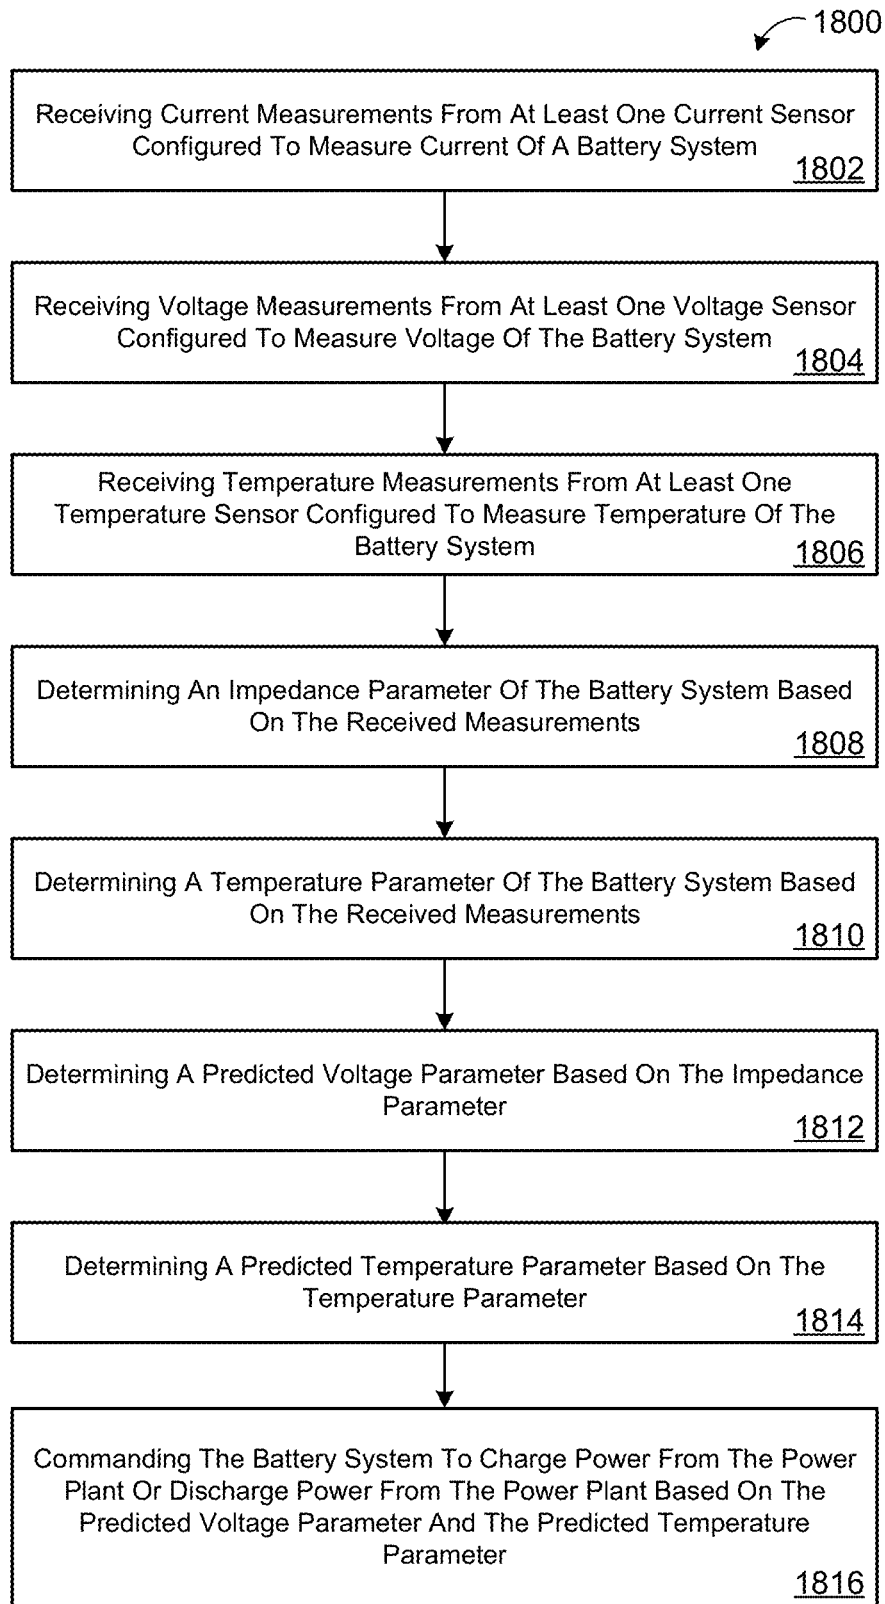 1800
Receiving Current Measurements From At Least One Current Sensor
Configured To Measure Current Of A Battery System
1802
Receiving Voltage Measurements From At Least One Voltage Sensor
Configured To Measure Voltage Of The Battery System
1804
Receiving Temperature Measurements From At Least One
Temperature Sensor Configured To Measure Temperature Of The
Battery System
1806
Determining An Impedance Parameter Of The Battery System Based
On The Received Measurements
1808
Determining A Temperature Parameter Of The Battery System Based
On The Received Measurements
1810
Determining A Predicted Voltage Parameter Based On The Impedance
Parameter
1812
Determining A Predicted Temperature Parameter Based On The
Temperature Parameter
1814
Commanding The Battery System To Charge Power From The Power
Plant Or Discharge Power From The Power Plant Based On The
Predicted Voltage Parameter And The Predicted Temperature
Parameter
1816